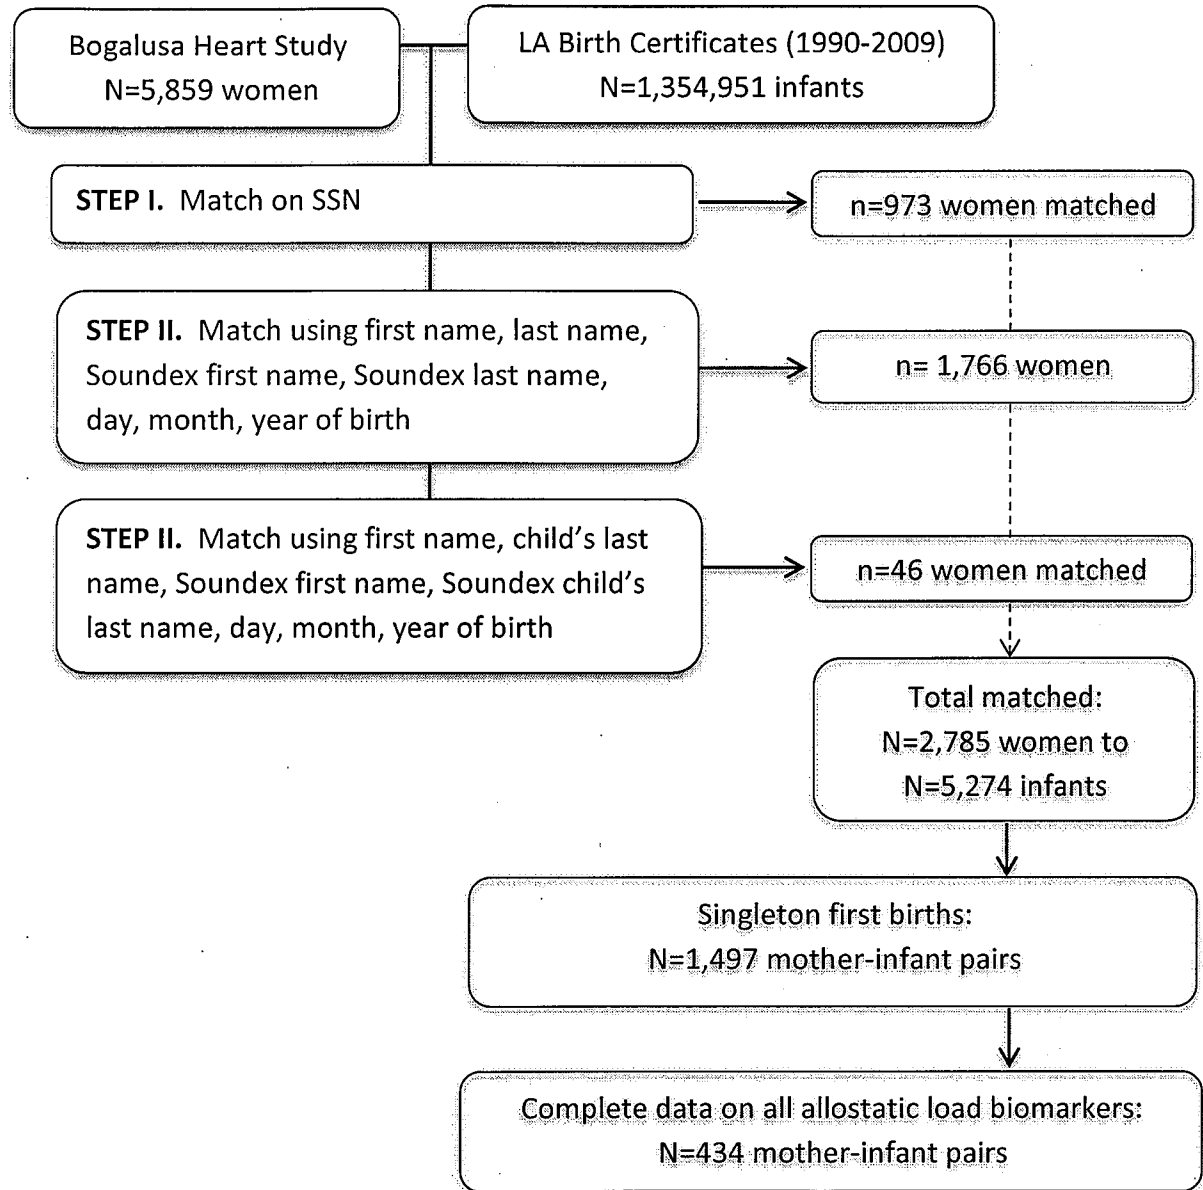 Bogalusa Heart Study
N=5,859 women
LA Birth Certificates (1990-2009)
N=1,354,951 infants
STEP I. Match on SSN
n=973 women matched
STEP II. Match using first name, last name,
Soundex first name, Soundex last name,
day, month, year of birth
n= 1,766 women
STEP II. Match using first name, child's last
name, Soundex first name, Soundex child's
last name, day, month, year of birth
n=46 women matched
Total matched:
N=2,785 women to
N=5,274 infants
Singleton first births:
N=1,497 mother-infant pairs
Complete data on all allostatic load biomarkers:
N=434 mother-infant pairs